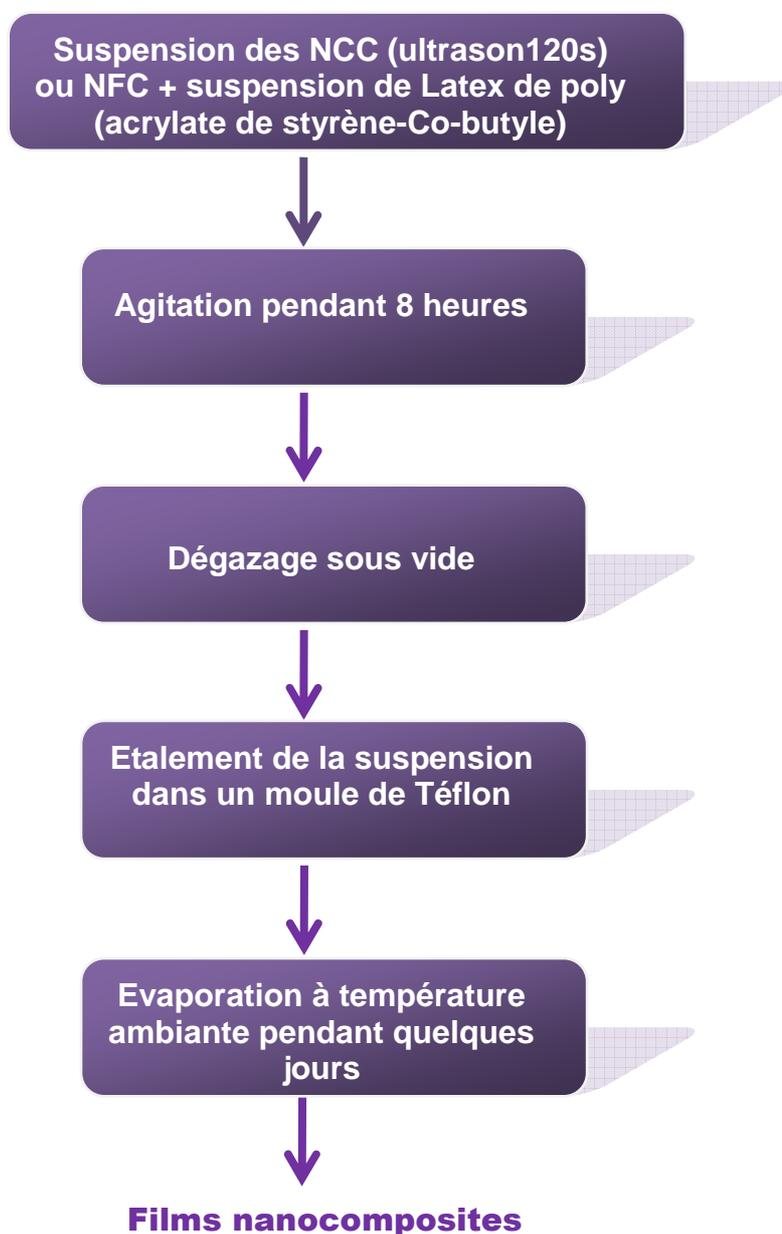 Suspension des NCC (ultrason120s)
ou NFC + suspension de Latex de poly
(acrylate de styrène-Co-butyle)
Agitation pendant 8 heures
Dégazage sous vide
Etalement de la suspension
dans un moule de Téflon
Evaporation à température
ambiante pendant quelques
jours
Films nanocomposites